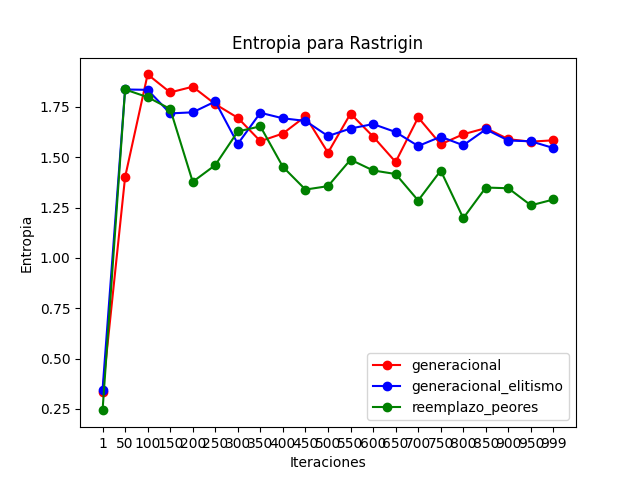 Entropia para Rastrigin
Entropia
1.75
1.50
1.25
1.00
0.75
0.50
0.25
generacional
generacional_elitismo
reemplazo_peores
1 50 100 150 200 250 300 350 400 450 500 550 600 650 700 750 800 850 900 950 999
Iteraciones